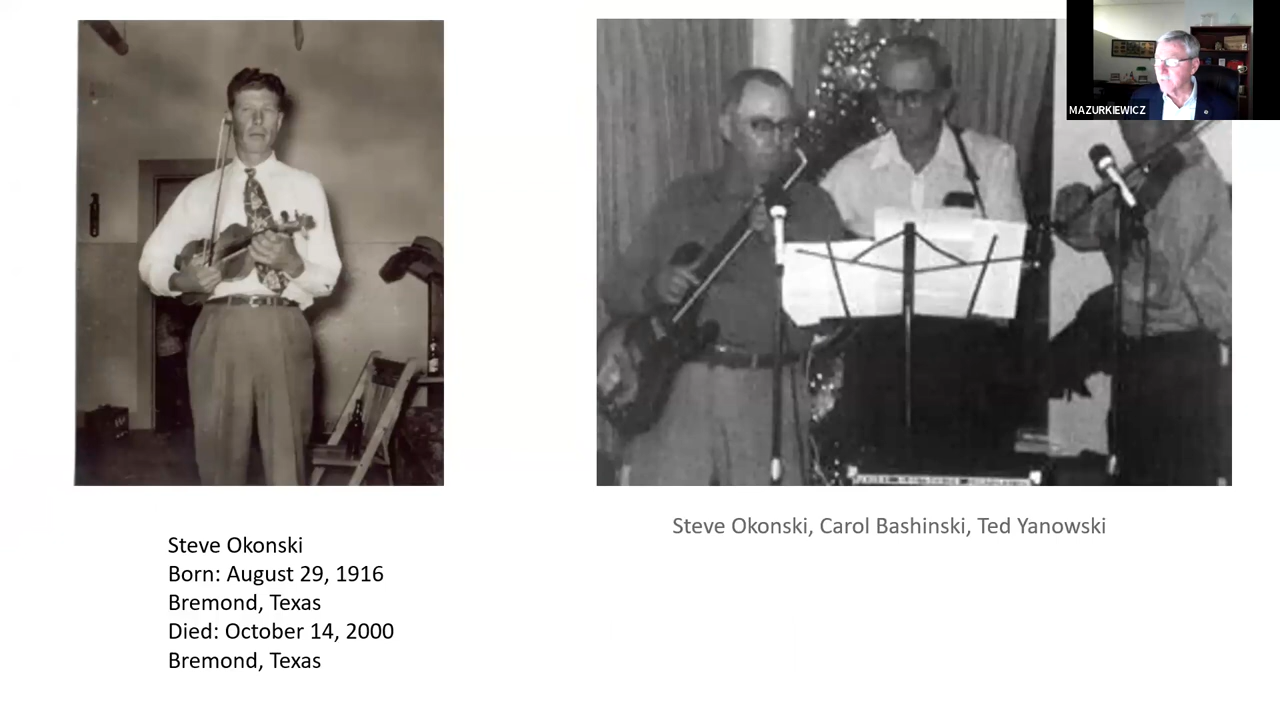 MAZURKIEWICZ
Steve Okonski, Carol Bashinski, Ted Yanowski
Steve Okonski
Born: August 29, 1916
Bremond, Texas
Died: October 14, 2000
Bremond, Texas